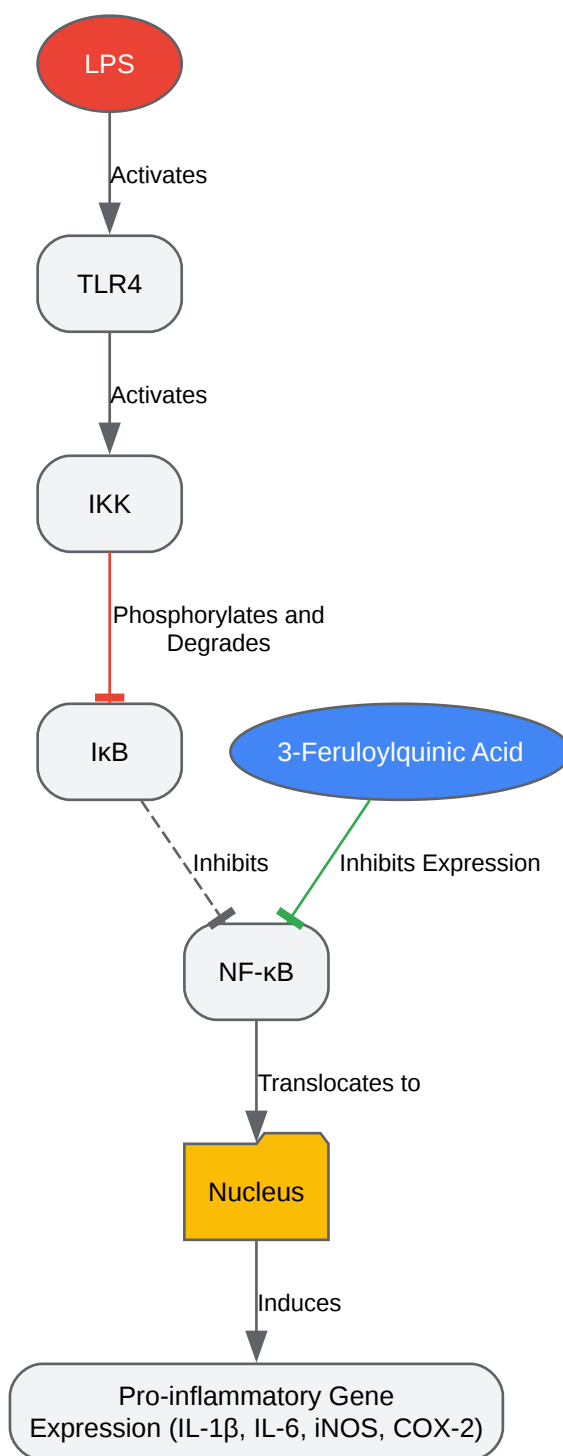 LPS
Activates
TLR4
Activates
IKK
Phosphorylates and
Degrades
IκB
3-Feruloylquinic Acid
Inhibits
Inhibits Expression
NF-κB
Translocates to
Nucleus
Induces
Pro-inflammatory Gene
Expression (IL-1β, IL-6, iNOS, COX-2)